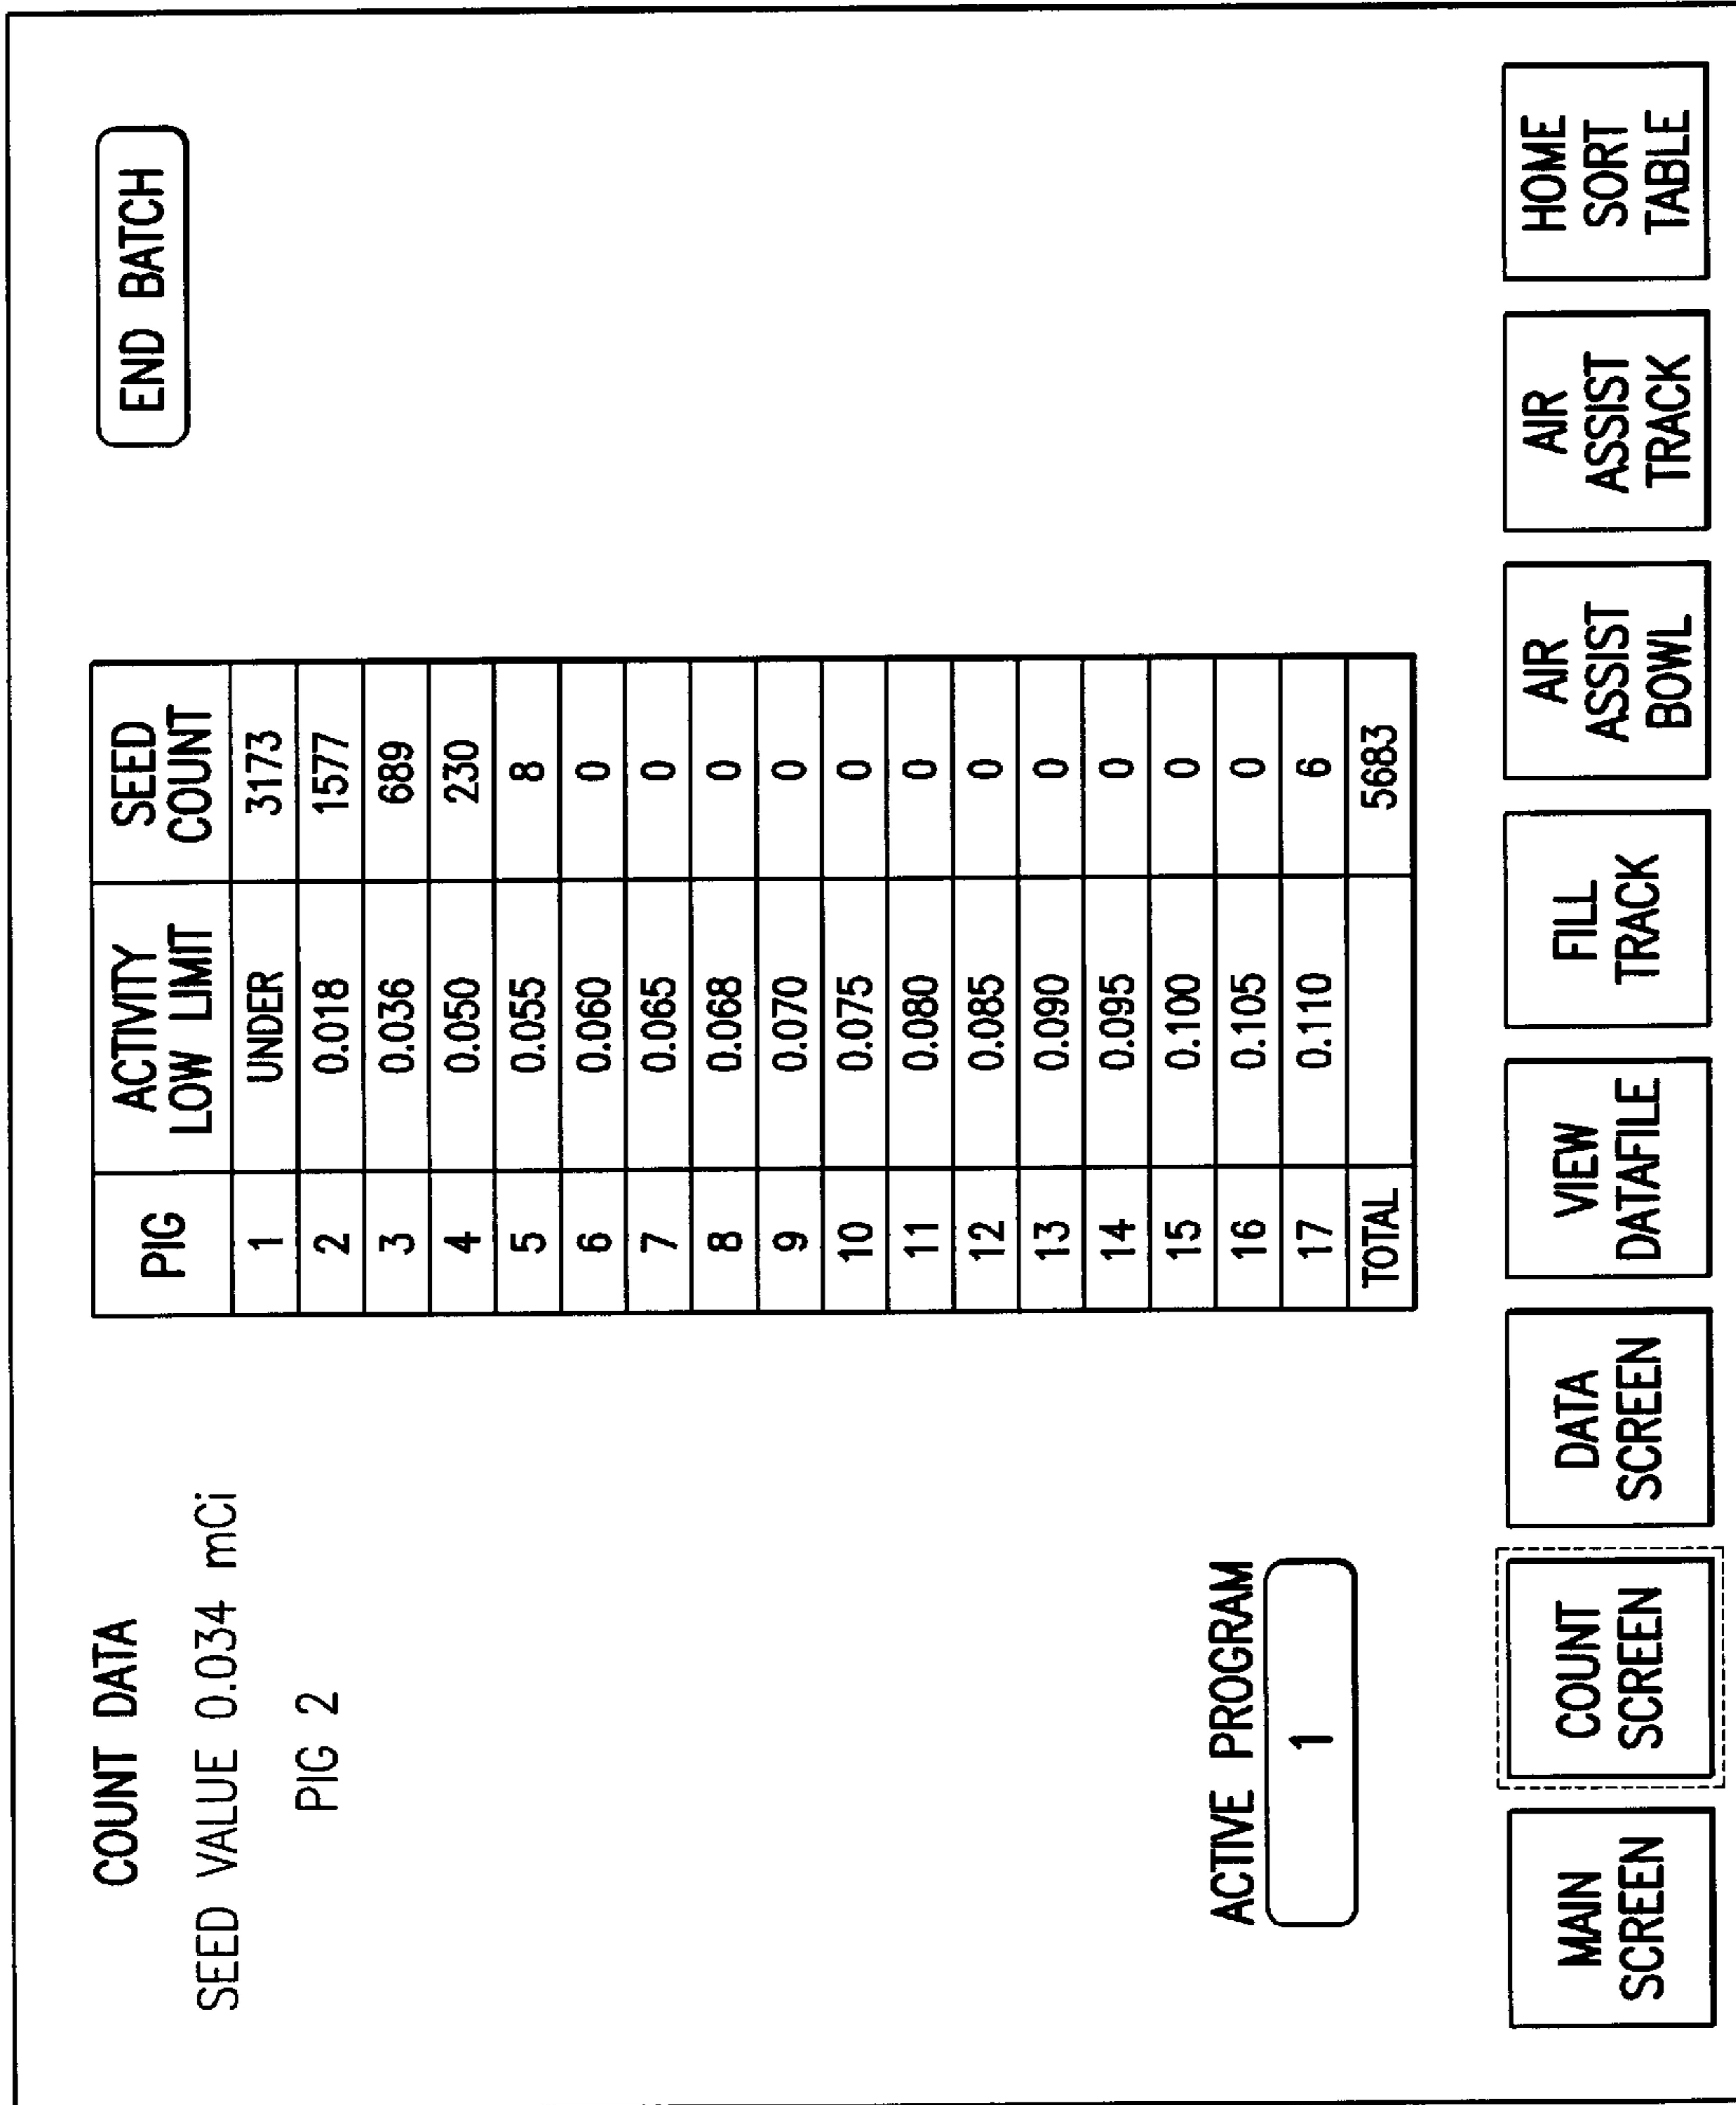 COUNT DATA
SEED VALUE 0.034 mCi
PIG 2
END BATCH
PIG ACTIVITY LOW LIMIT SEED COUNT
1 UNDER 3173
2 0.018 1577
3 0.036 689
4 0.050 230
5 0.055 8
6 0.060 0
7 0.065 0
8 0.068 0
9 0.070 0
10 0.075 0
11 0.080 0
12 0.085 0
13 0.090 0
14 0.095 0
15 0.100 0
16 0.105 0
17 0.110 6
TOTAL 5683
ACTIVE PROGRAM
1
MAIN
SCREEN
COUNT
SCREEN
DATA
SCREEN
VIEW
DATAFILE
FILL
TRACK
AIR
ASSIST
BOWL
AIR
ASSIST
TRACK
HOME
SORT
TABLE